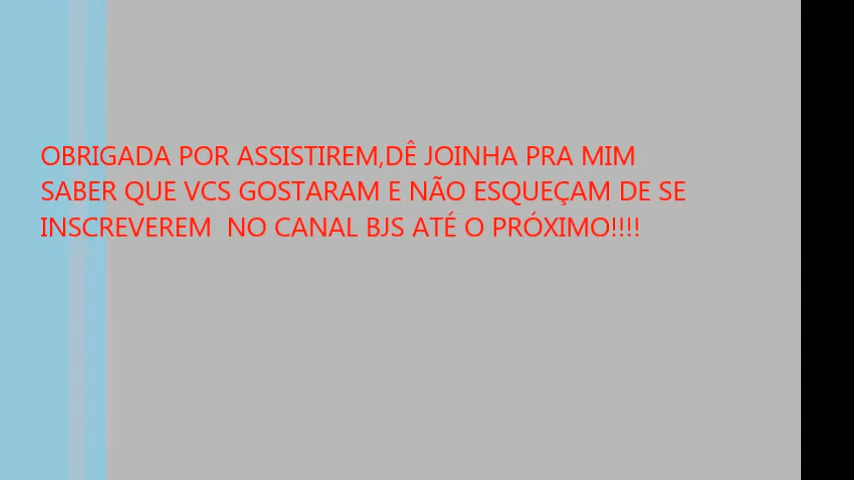 OBRIGADA POR ASSISTIREM,DÊ JOINHA PRA MIM
SABER QUE VCS GOSTARAM E NÃO ESQUEÇAM DE SE
INSCREVEREM  NO CANAL BJS ATÉ O PRÓXIMO!!!!